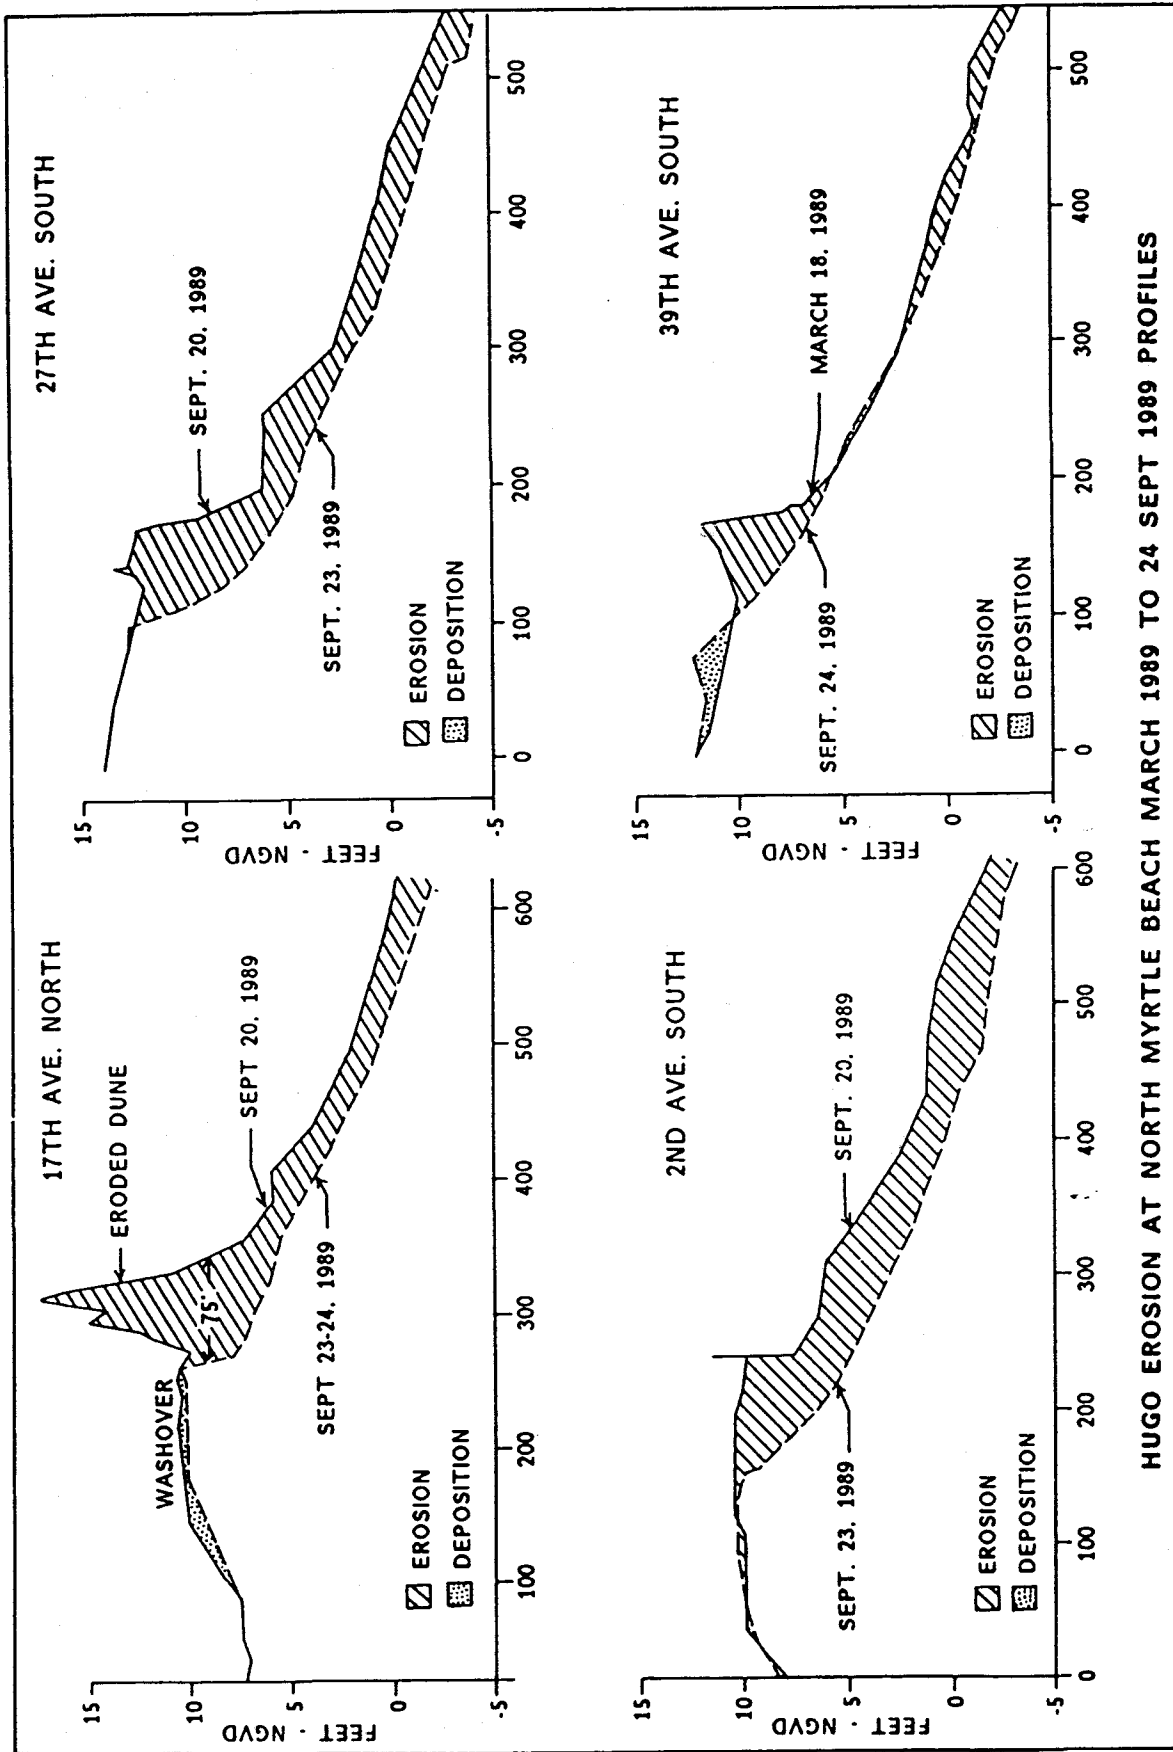 17TH AVE. NORTH
ERODED DUNE
WASHOVER
75'
SEPT 20. 1989
SEPT 23-24. 1989
EROSION
DEPOSITION
FEET - NGVD
15
10
5
0
-5
100
200
300
400
500
600
27TH AVE. SOUTH
SEPT. 20. 1989
SEPT. 23. 1989
EROSION
DEPOSITION
FEET - NGVD
15
10
5
0
-5
0
100
200
300
400
500
2ND AVE. SOUTH
SEPT. 20. 1989
SEPT. 23. 1989
EROSION
DEPOSITION
FEET - NGVD
15
10
5
0
-5
0
100
200
300
400
500
600
39TH AVE. SOUTH
MARCH 18. 1989
SEPT. 24. 1989
EROSION
DEPOSITION
FEET - NGVD
15
10
5
0
-5
0
100
200
300
400
500
HUGO EROSION AT NORTH MYRTLE BEACH MARCH 1989 TO 24 SEPT 1989 PROFILES